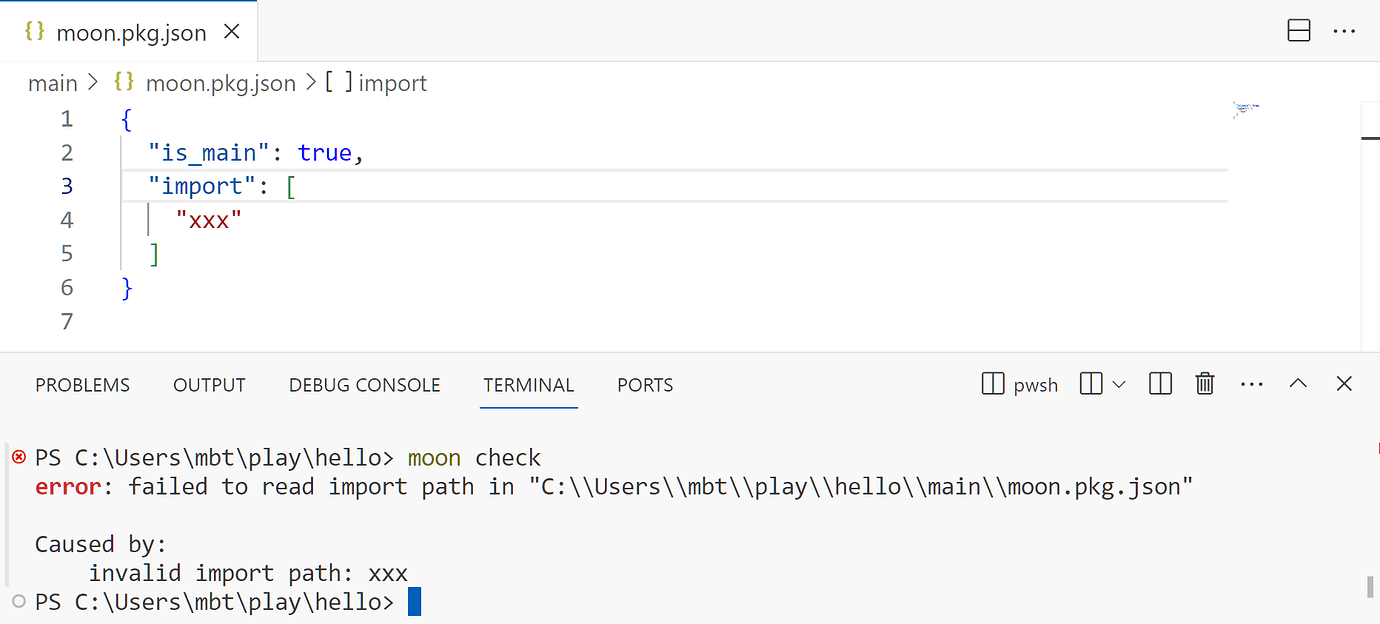 {} moon.pkg.json
main > {} moon.pkg.json > [ ] import
1 {
2   "is_main": true,
3   "import": [
4     "xxx"
5   ]
6 }
7
PROBLEMS OUTPUT DEBUG CONSOLE TERMINAL PORTS pwsh
PS C:\Users\mbt\play\hello> moon check
error: failed to read import path in "C:\\Users\\mbt\\play\\hello\\main\\moon.pkg.json"
Caused by:
    invalid import path: xxx
PS C:\Users\mbt\play\hello>